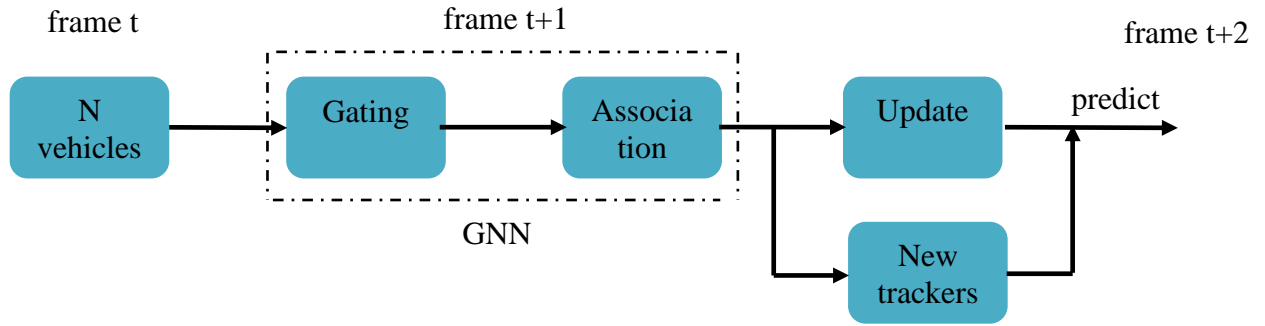 frame t
frame t+1
frame t+2
N
vehicles
Gating
Associa
tion
Update
predict
GNN
New
trackers